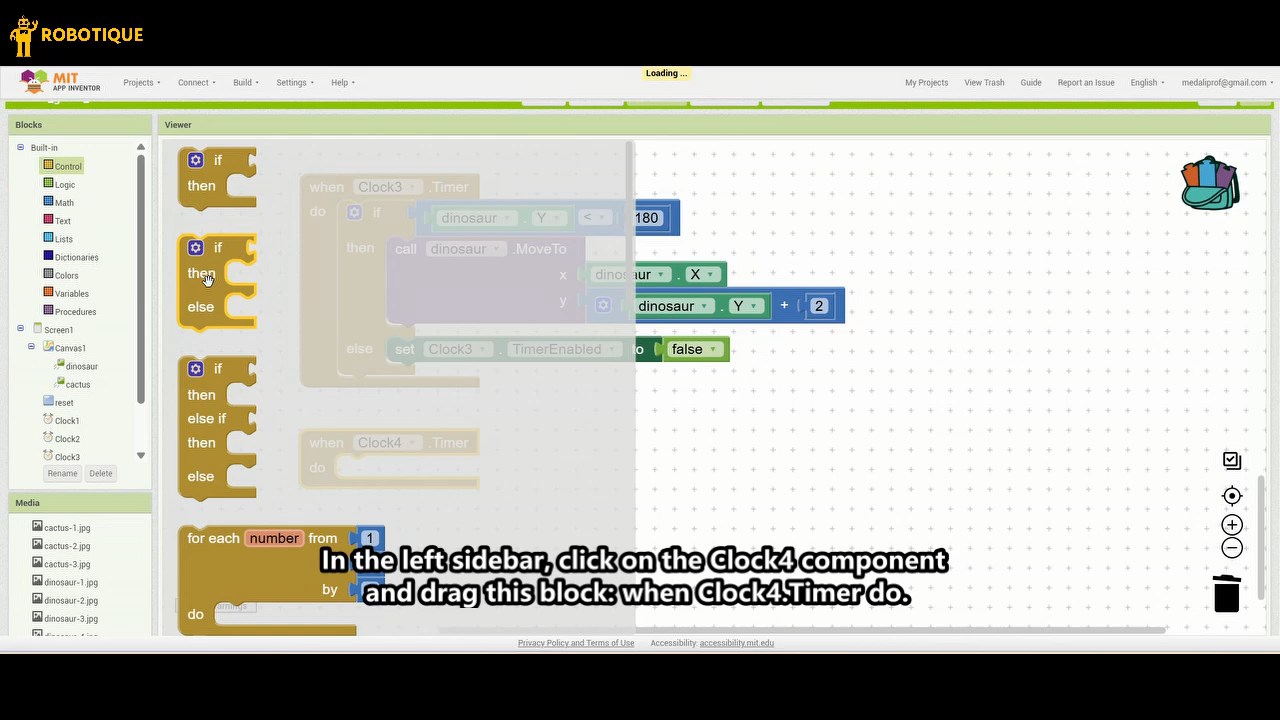 ROBOTIQUE
MIT
APP INVENTOR
Projects
Connect
Build
Settings
Help
Loading ...
My Projects
View Trash
Guide
Report an Issue
English
medaliprof@gmail.com
Blocks
Viewer
Built-in
Control
Logic
Math
Text
Lists
Dictionaries
Colors
Variables
Procedures
Screen1
Canvas1
dinosaur
cactus
reset
Clock1
Clock2
Clock3
Rename
Delete
Media
cactus-1.jpg
cactus-2.jpg
cactus-3.jpg
dinosaur-1.jpg
dinosaur-2.jpg
dinosaur-3.jpg
if
then
if
then
else
if
then
else if
then
else
for each number from 1
by
do
when Clock3 .Timer
do if dinosaur . Y < 180
then call dinosaur .MoveTo
x dinosaur . X
y dinosaur . Y + 2
else set Clock3 . TimerEnabled to false
when Clock4 .Timer
do
In the left sidebar, click on the Clock4 component
and drag this block: when Clock4.Timer do.
Privacy Policy and Terms of Use
Accessibility: accessibility.mit.edu